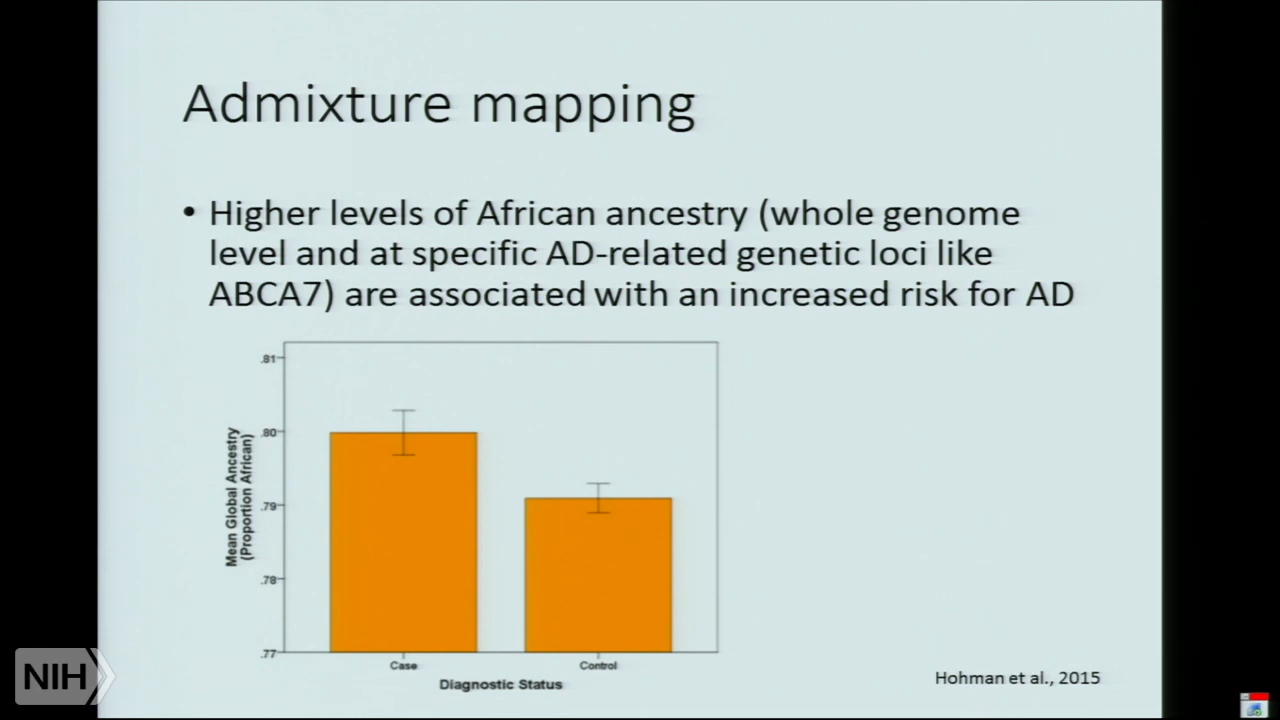 Admixture mapping
• Higher levels of African ancestry (whole genome
level and at specific AD-related genetic loci like
ABCA7) are associated with an increased risk for AD
.81
.80
.79
.78
.77
Mean Global Ancestry
(Proportion African)
Case
Control
Diagnostic Status
Hohman et al., 2015
NIH